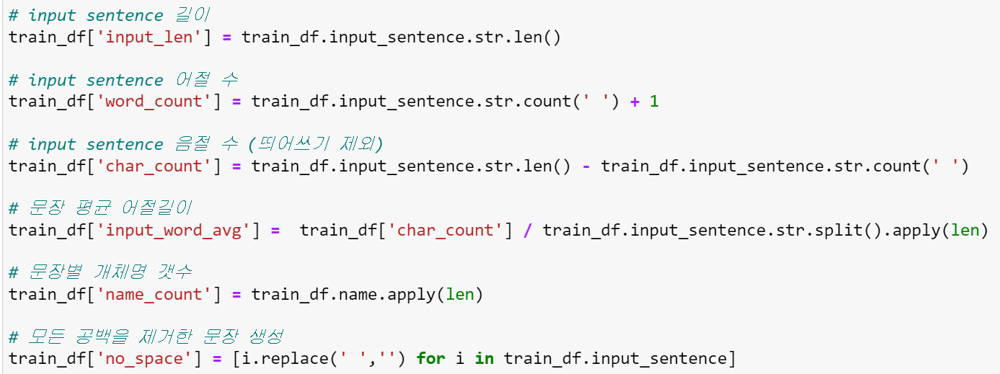 # input sentence 길이
train_df['input_len'] = train_df.input_sentence.str.len()
# input sentence 어절 수
train_df['word_count'] = train_df.input_sentence.str.count(' ') + 1
# input sentence 음절 수 (띄어쓰기 제외)
train_df['char_count'] = train_df.input_sentence.str.len() - train_df.input_sentence.str.count(' ')
# 문장 평균 어절길이
train_df['input_word_avg'] =  train_df['char_count'] / train_df.input_sentence.str.split().apply(len)
# 문장별 개체명 갯수
train_df['name_count'] = train_df.name.apply(len)
# 모든 공백을 제거한 문장 생성
train_df['no_space'] = [i.replace(' ','') for i in train_df.input_sentence]